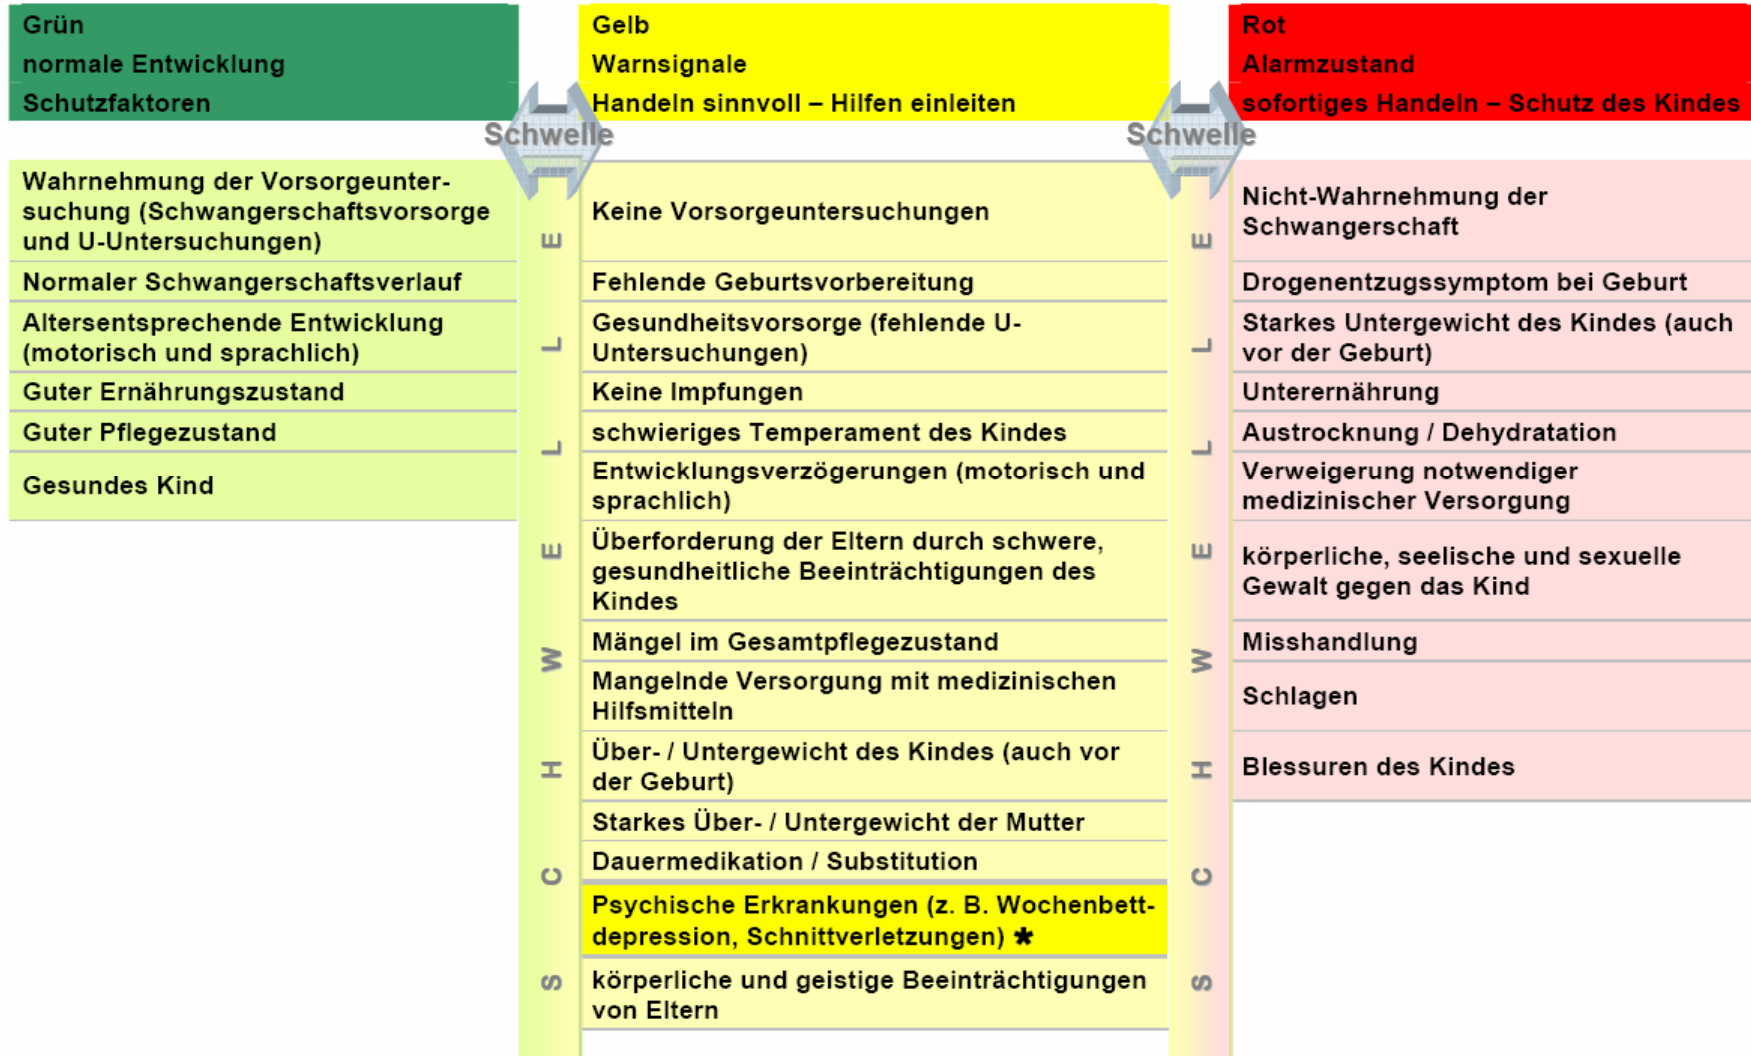 Grün
normale Entwicklung
Schutzfaktoren
Gelb
Warnsignale
Handeln sinnvoll – Hilfen einleiten
Rot
Alarmzustand
sofortiges Handeln – Schutz des Kindes
Schwelle
Schwelle
Wahrnehmung der Vorsorgeunter-
suchung (Schwangerschaftsvorsorge
und U-Untersuchungen)
Normaler Schwangerschaftsverlauf
Altersentsprechende Entwicklung
(motorisch und sprachlich)
Guter Ernährungszustand
Guter Pflegezustand
Gesundes Kind
SCHWELLE
Keine Vorsorgeuntersuchungen
Fehlende Geburtsvorbereitung
Gesundheitsvorsorge (fehlende U-
Untersuchungen)
Keine Impfungen
schwieriges Temperament des Kindes
Entwicklungsverzögerungen (motorisch und
sprachlich)
Überforderung der Eltern durch schwere,
gesundheitliche Beeinträchtigungen des
Kindes
Mängel im Gesamtpflegezustand
Mangelnde Versorgung mit medizinischen
Hilfsmitteln
Über- / Untergewicht des Kindes (auch vor
der Geburt)
Starkes Über- / Untergewicht der Mutter
Dauermedikation / Substitution
Psychische Erkrankungen (z. B. Wochenbett-
depression, Schnittverletzungen) *
körperliche und geistige Beeinträchtigungen
von Eltern
SCHWELLE
Nicht-Wahrnehmung der
Schwangerschaft
Drogenentzugssymptom bei Geburt
Starkes Untergewicht des Kindes (auch
vor der Geburt)
Unterernährung
Austrocknung / Dehydratation
Verweigerung notwendiger
medizinischer Versorgung
körperliche, seelische und sexuelle
Gewalt gegen das Kind
Misshandlung
Schlagen
Blessuren des Kindes